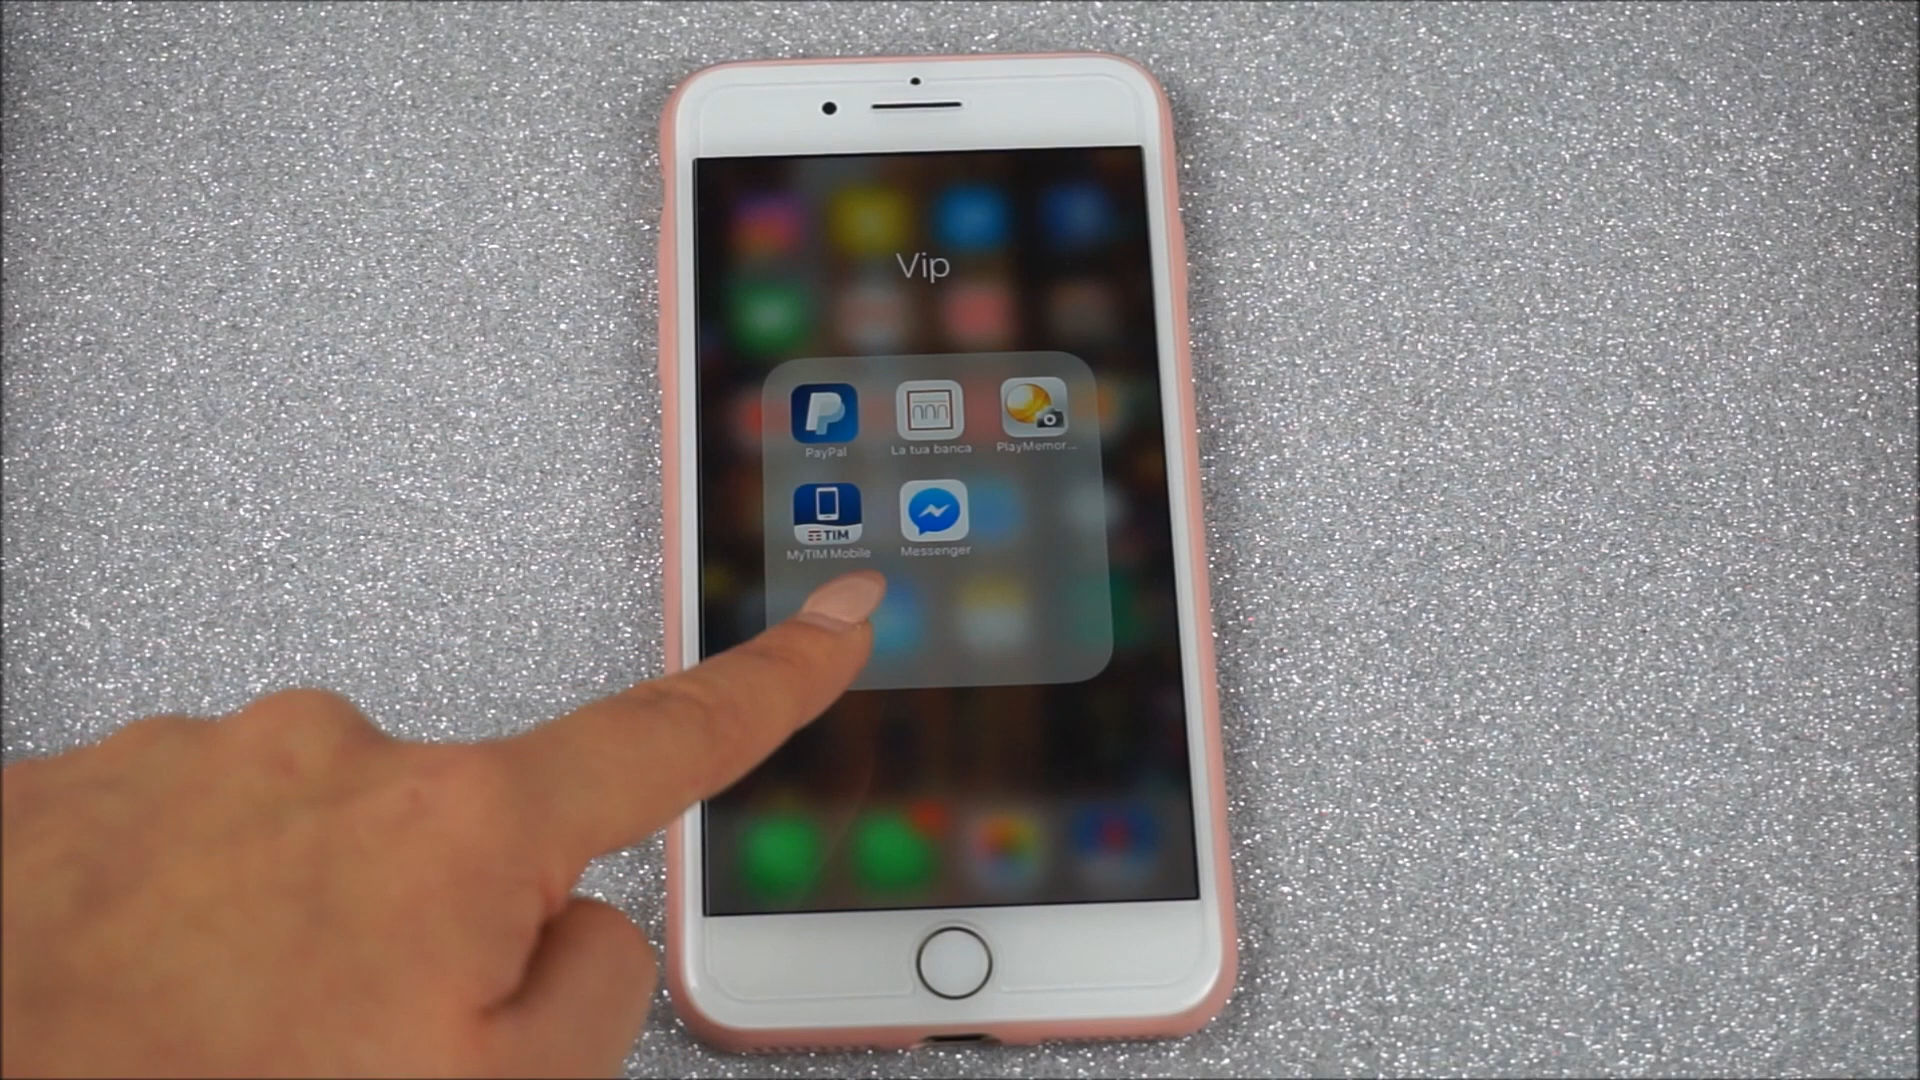 Vip
PayPal
La tua banca
PlayMemor...
TIM
MyTIM Mobile
Messenger